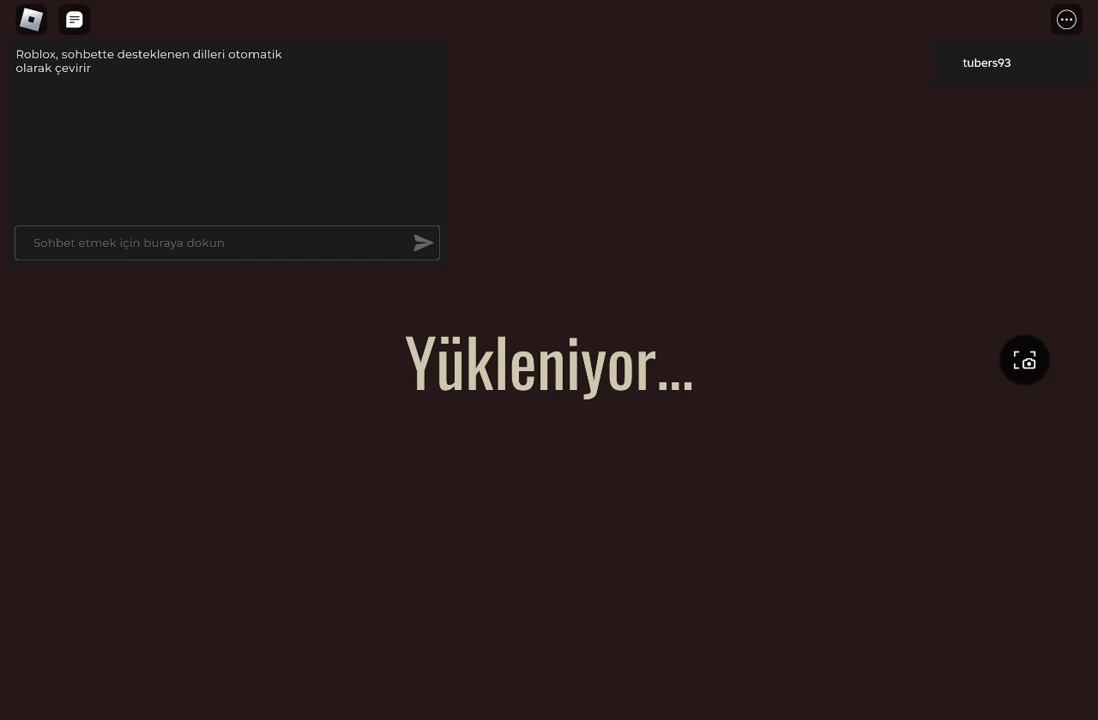 Roblox, sohbette desteklenen dilleri otomatik
olarak çevirir
tubers93
Sohbet etmek için buraya dokun
Yükleniyor...